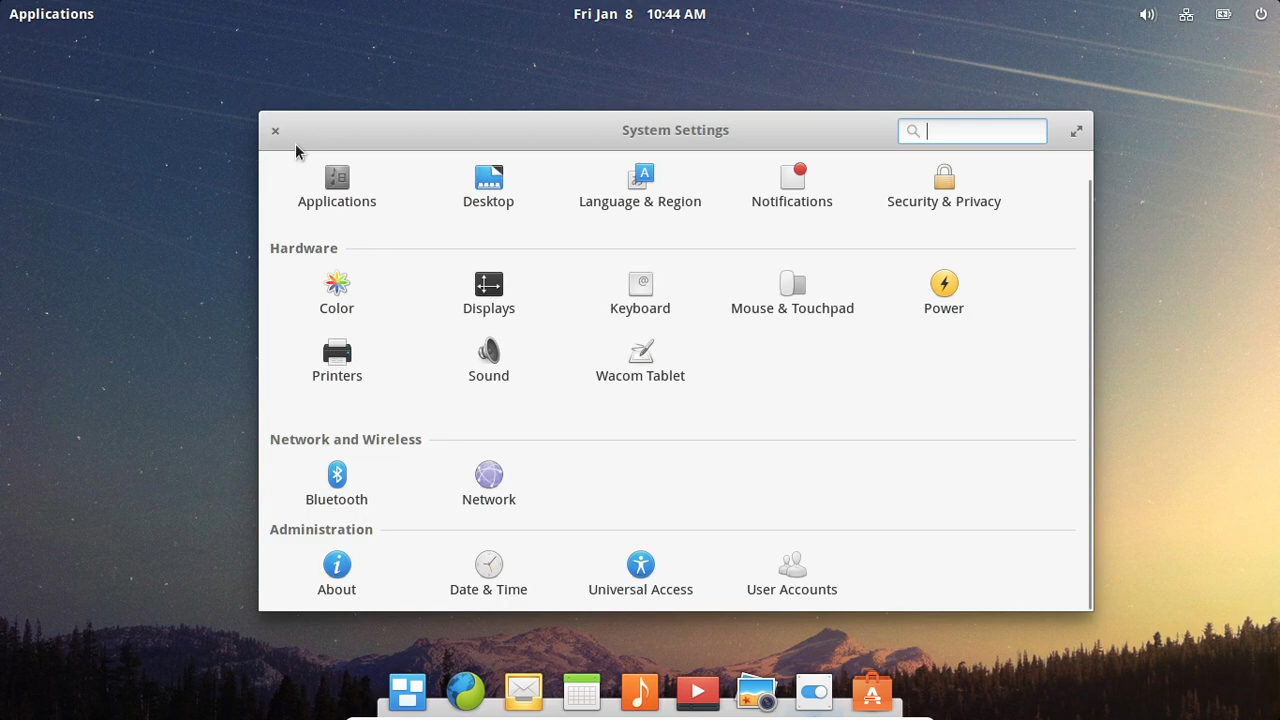 Applications
Fri Jan 8 10:44 AM
System Settings
Applications
Desktop
Language & Region
Notifications
Security & Privacy
Hardware
Color
Displays
Keyboard
Mouse & Touchpad
Power
Printers
Sound
Wacom Tablet
Network and Wireless
Bluetooth
Network
Administration
About
Date & Time
Universal Access
User Accounts